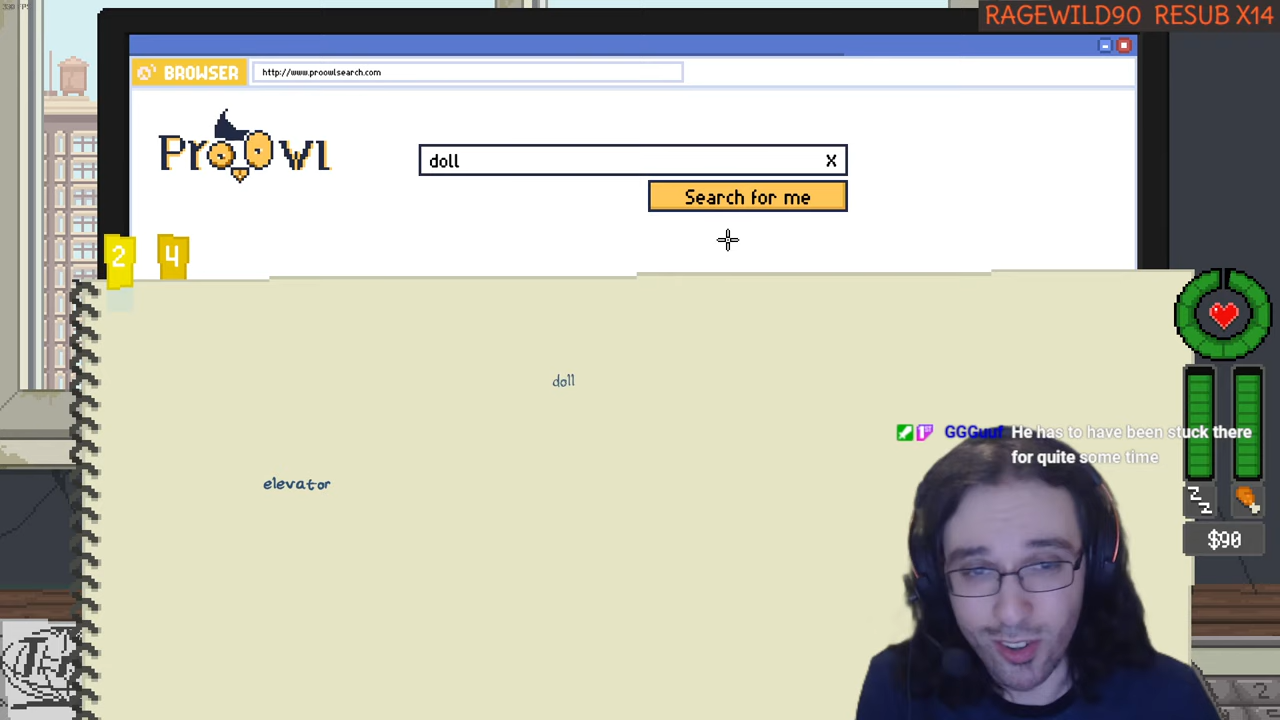 RAGEWILD90 RESUB X14
BROWSER
http://www.proowlsearch.com
PrOOwl
doll X
Search for me
2 4
doll
GGGuuf He has to have been stuck there
for quite some time
elevator
$90